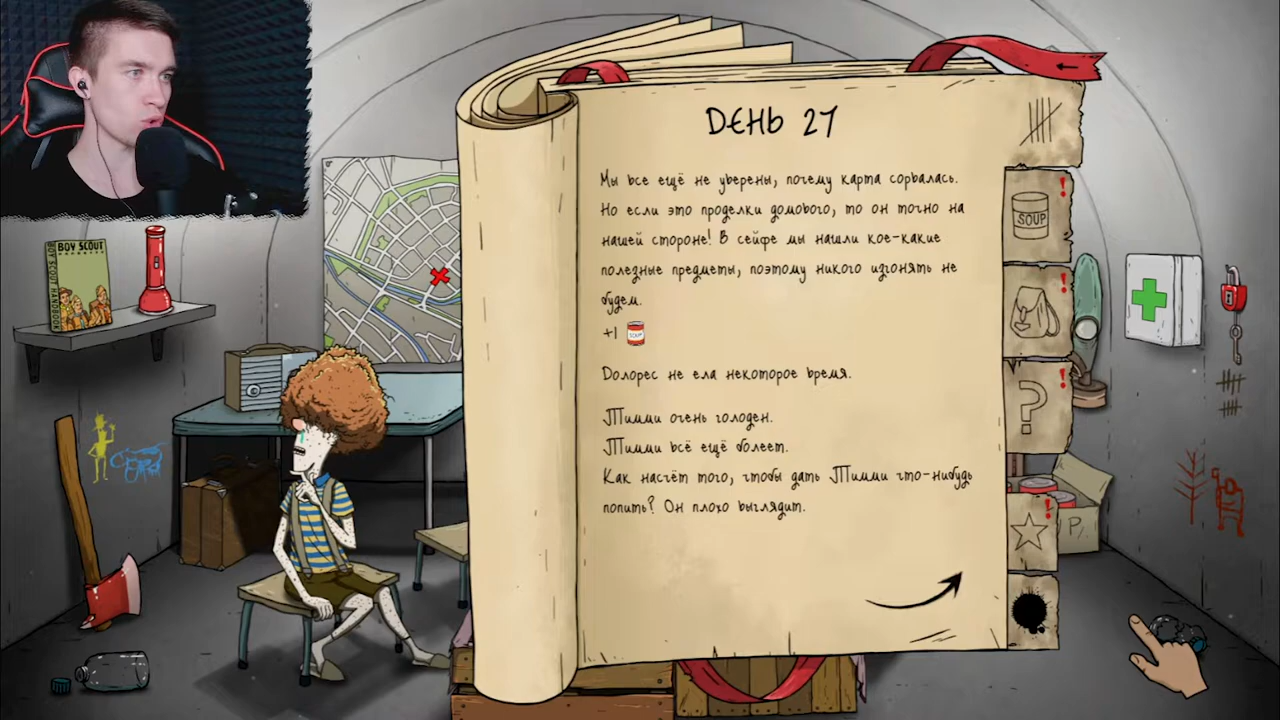 ДЕНЬ 27
Мы все ещё не уверены, почему карта сорвалась.
Но если это проделки домового, то он точно на
нашей стороне! В сейфе мы нашли кое-какие
полезные предметы, поэтому никого изгонять не
будем.
+1 SOUP
Долорес не ела некоторое время.
Тимми очень голоден.
Тимми всё ещё болеет.
Как насчёт того, чтобы дать Тимми что-нибудь
попить? Он плохо выглядит.
SOUP
!
!
!
?
!
BOY SCOUT
BOY SCOUT HANDBOOK